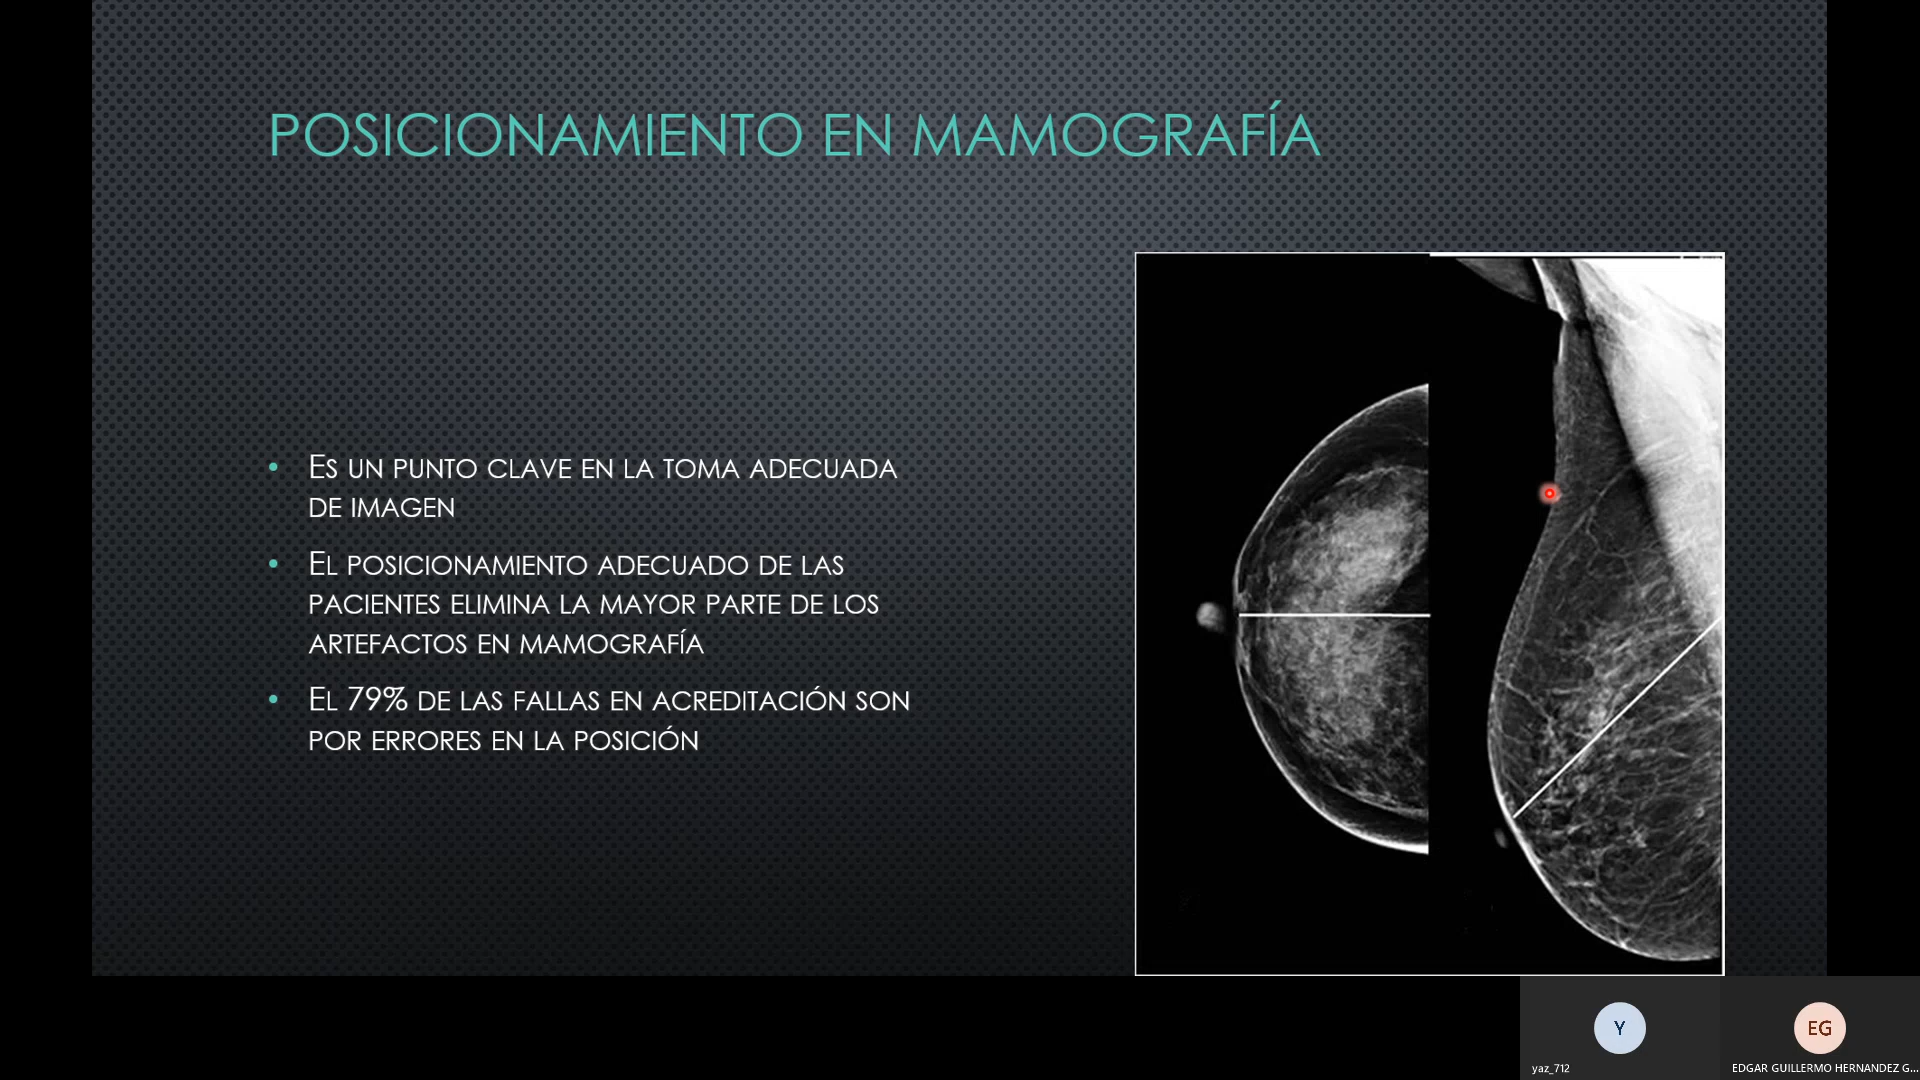 POSICIONAMIENTO EN MAMOGRAFÍA
• ES UN PUNTO CLAVE EN LA TOMA ADECUADA
DE IMAGEN
• EL POSICIONAMIENTO ADECUADO DE LAS
PACIENTES ELIMINA LA MAYOR PARTE DE LOS
ARTEFACTOS EN MAMOGRAFÍA
• EL 79% DE LAS FALLAS EN ACREDITACIÓN SON
POR ERRORES EN LA POSICIÓN
Y
EG
yaz_712
EDGAR GUILLERMO HERNANDEZ G...